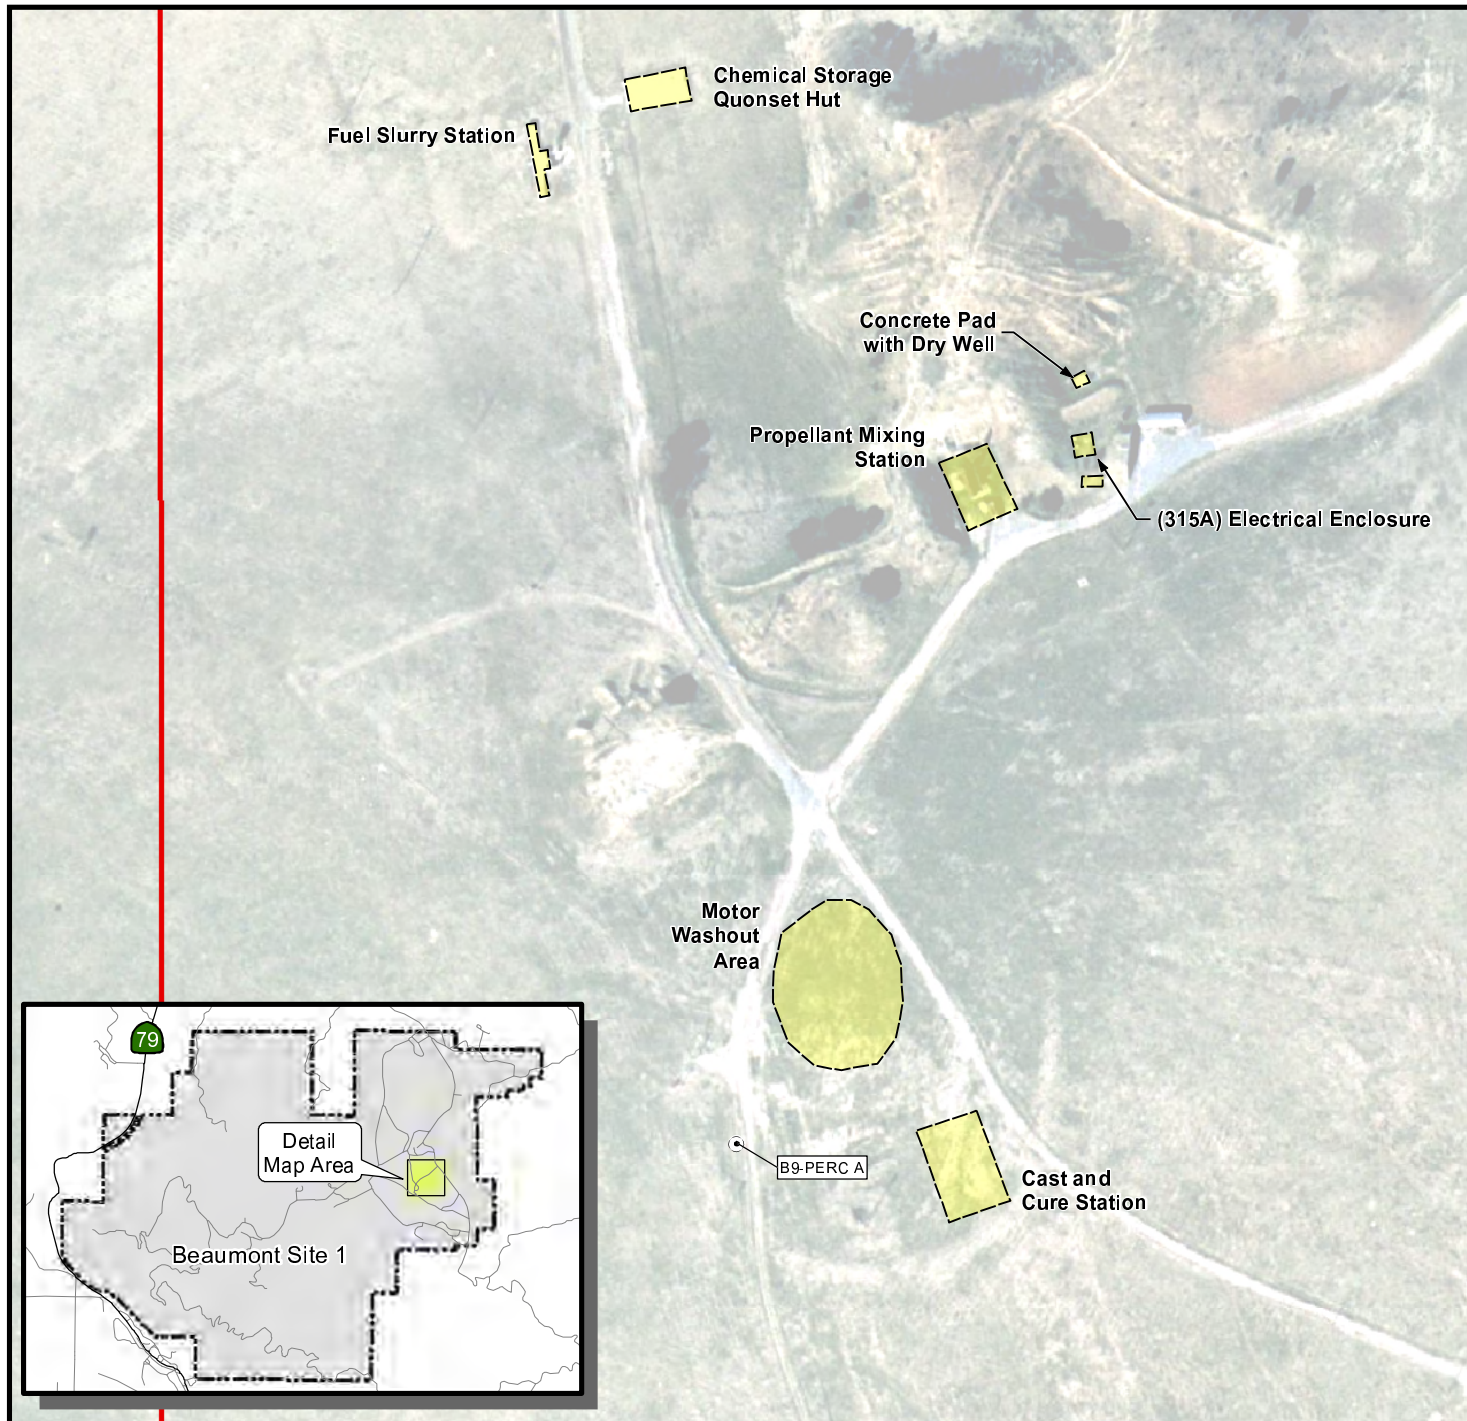 Chemical Storage
Quonset Hut
Fuel Slurry Station
Concrete Pad
with Dry Well
Propellant Mixing
Station
(315A) Electrical Enclosure
Motor
Washout
Area
B9-PERC A
Cast and
Cure Station
79
Detail
Map Area
Beaumont Site 1